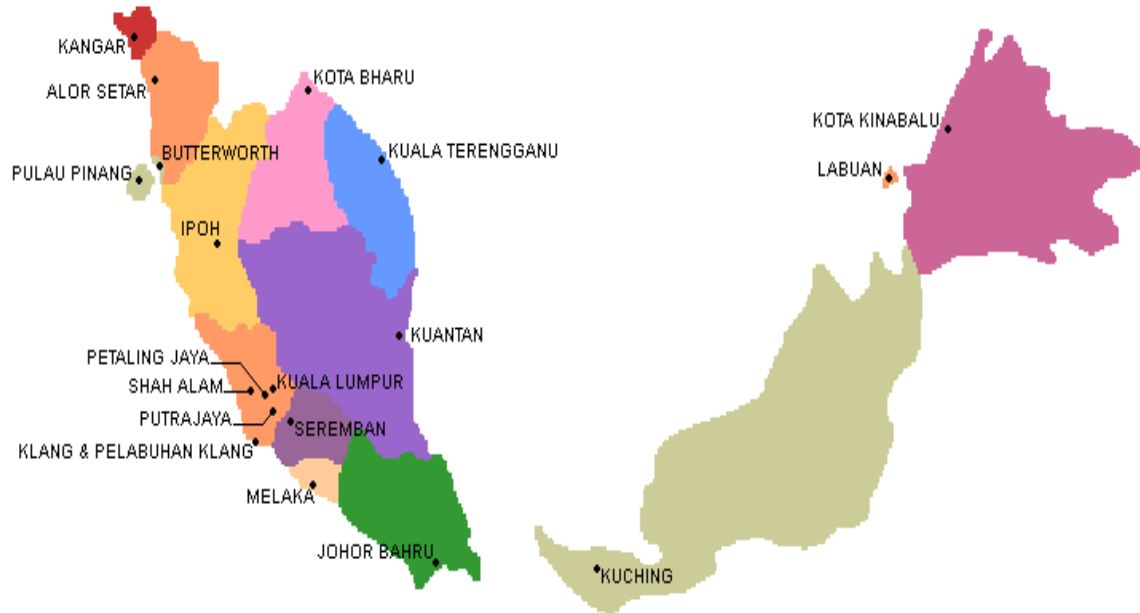 KANGAR
ALOR SETAR
KOTA BHARU
KOTA KINABALU
BUTTERWORTH
KUALA TERENGGANU
PULAU PINANG
LABUAN
IPOH
KUANTAN
PETALING JAYA
SHAH ALAM
KUALA LUMPUR
PUTRAJAYA
SEREMBAN
KLANG & PELABUHAN KLANG
MELAKA
JOHOR BAHRU
KUCHING